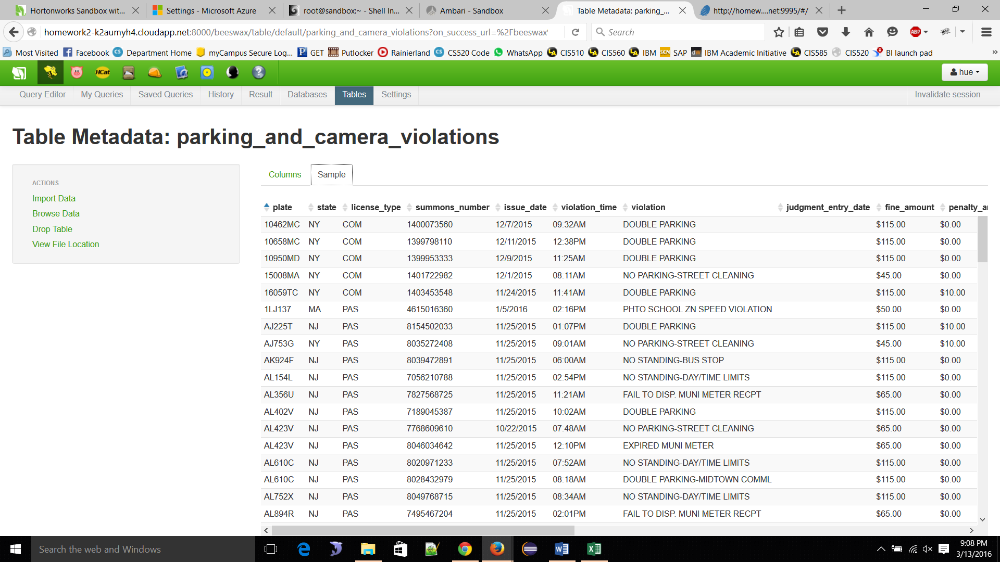 Hortonworks Sandbox wit... Settings - Microsoft Azure root@sandbox:~ - Shell In... Ambari - Sandbox Table Metadata: parking_... http://homew....net:9995/#/
homework2-k2aumyh4.cloudapp.net:8000/beeswax/table/default/parking_and_camera_violations?on_success_url=%2Fbeeswax Search ABP
Most Visited Facebook CS Department Home myCampus Secure Log... P GET Putlocker Rainierland CS CS520 Code WhatsApp CIS510 CIS560 IBM SCN SAP dW IBM Academic Initiative CIS585 CIS520 BI launch pad »
HCat ? hue
Query Editor My Queries Saved Queries History Result Databases Tables Settings Invalidate session
Table Metadata: parking_and_camera_violations
ACTIONS
Import Data
Browse Data
Drop Table
View File Location
Columns Sample
plate state license_type summons_number issue_date violation_time violation judgment_entry_date fine_amount penalty_a
10462MC NY COM 1400073560 12/7/2015 09:32AM DOUBLE PARKING $115.00 $0.00
10658MC NY COM 1399798110 12/11/2015 12:38PM DOUBLE PARKING $115.00 $0.00
10950MD NY COM 1399953333 12/9/2015 11:25AM DOUBLE PARKING $115.00 $0.00
15008MA NY COM 1401722982 12/1/2015 08:11AM NO PARKING-STREET CLEANING $45.00 $0.00
16059TC NY COM 1403453548 11/24/2015 11:41AM DOUBLE PARKING $115.00 $10.00
1LJ137 MA PAS 4615016360 1/5/2016 02:16PM PHTO SCHOOL ZN SPEED VIOLATION $50.00 $0.00
AJ225T NJ PAS 8154502033 11/25/2015 01:07PM DOUBLE PARKING $115.00 $10.00
AJ753G NY PAS 8035272408 11/25/2015 09:01AM NO PARKING-STREET CLEANING $45.00 $10.00
AK924F NJ PAS 8039472891 11/25/2015 06:00AM NO STANDING-BUS STOP $115.00 $0.00
AL154L NJ PAS 7056210788 11/25/2015 02:54PM NO STANDING-DAY/TIME LIMITS $115.00 $0.00
AL356U NJ PAS 7827568725 11/25/2015 11:21AM FAIL TO DISP. MUNI METER RECPT $65.00 $0.00
AL402V NJ PAS 7189045387 11/25/2015 10:02AM DOUBLE PARKING $115.00 $0.00
AL423V NJ PAS 7768609610 10/22/2015 07:48AM NO PARKING-STREET CLEANING $65.00 $0.00
AL423V NJ PAS 8046034642 11/25/2015 12:10PM EXPIRED MUNI METER $65.00 $0.00
AL610C NJ PAS 8020971233 11/25/2015 07:52AM NO STANDING-DAY/TIME LIMITS $115.00 $0.00
AL610C NJ PAS 8028432979 11/25/2015 08:18AM DOUBLE PARKING-MIDTOWN COMML $115.00 $0.00
AL752X NJ PAS 8049768715 11/25/2015 08:34AM NO STANDING-DAY/TIME LIMITS $115.00 $0.00
AL894R NJ PAS 7495467204 11/25/2015 02:01PM FAIL TO DISP. MUNI METER RECPT $65.00 $0.00
Search the web and Windows
9:08 PM
3/13/2016